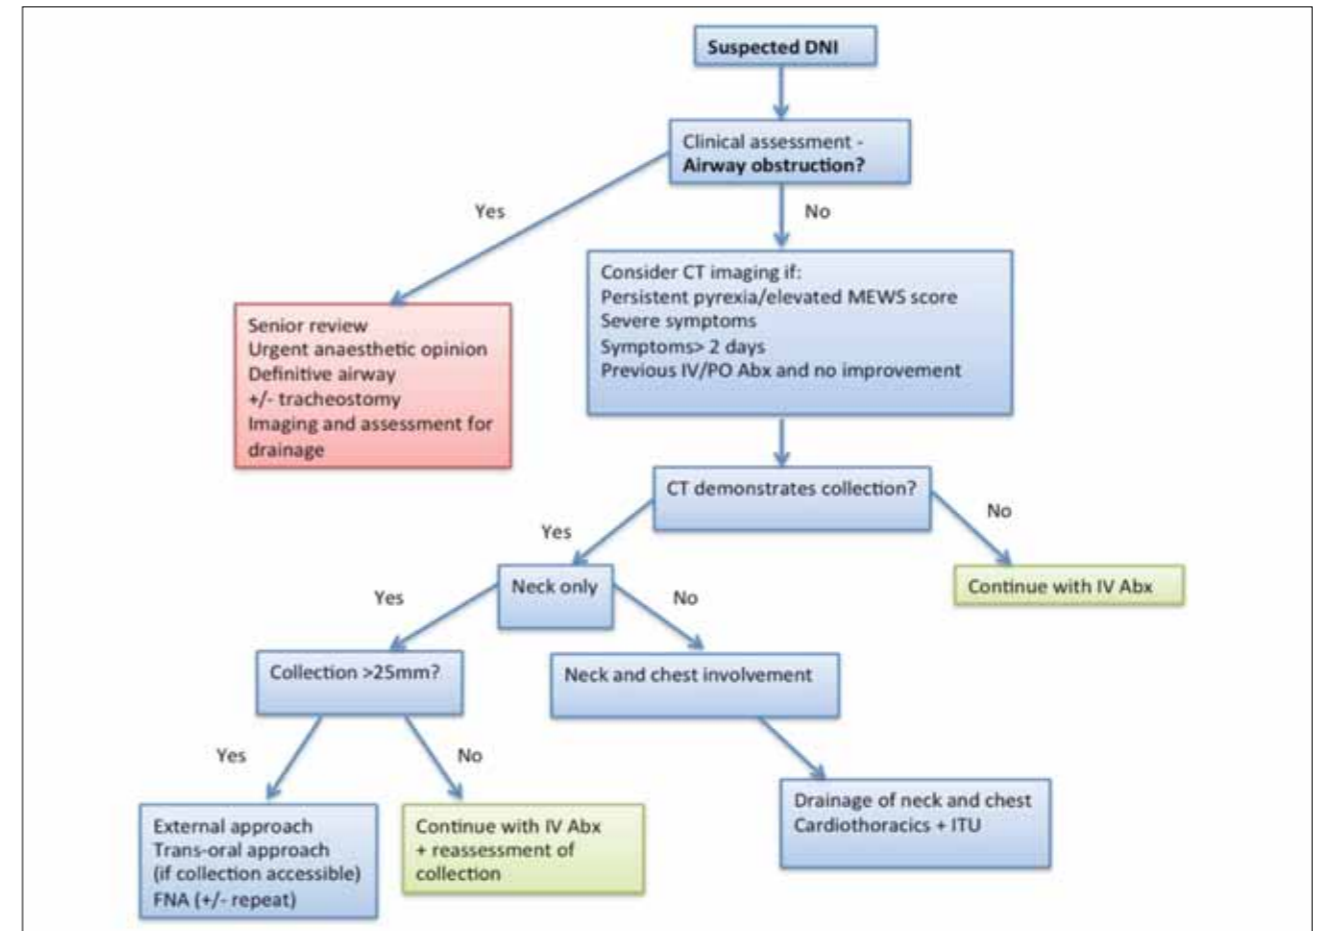 Suspected DNI
Clinical assessment -
Airway obstruction?
Yes
No
Consider CT imaging if:
Persistent pyrexia/elevated MEWS score
Severe symptoms
Symptoms> 2 days
Previous IV/PO Abx and no improvement
Senior review
Urgent anaesthetic opinion
Definitive airway
+/- tracheostomy
Imaging and assessment for
drainage
CT demonstrates collection?
Yes
No
Neck only
Continue with IV Abx
Yes
No
Collection >25mm?
Neck and chest involvement
Yes
No
External approach
Trans-oral approach
(if collection accessible)
FNA (+/- repeat)
Continue with IV Abx
+ reassessment of
collection
Drainage of neck and chest
Cardiothoracics + ITU